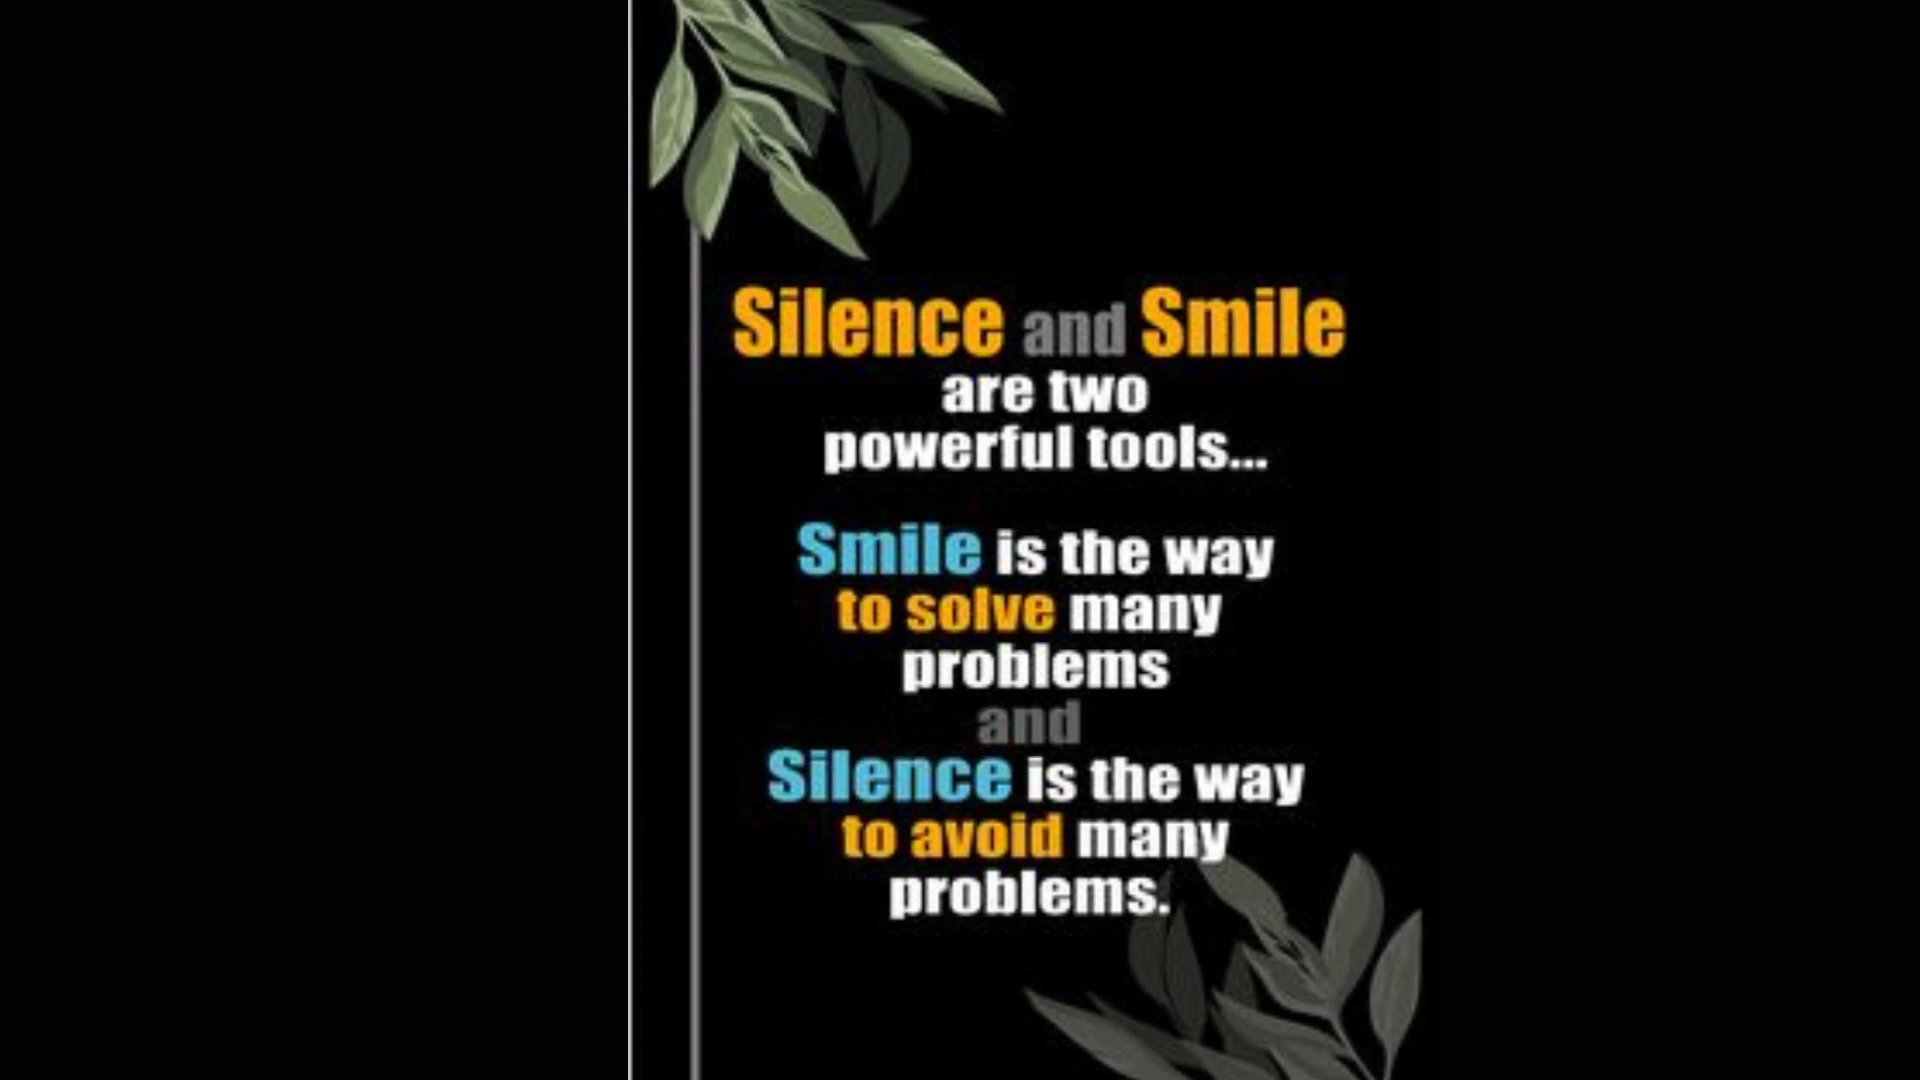 Silence and Smile
are two
powerful tools...
Smile is the way
to solve many
problems
and
Silence is the way
to avoid many
problems.